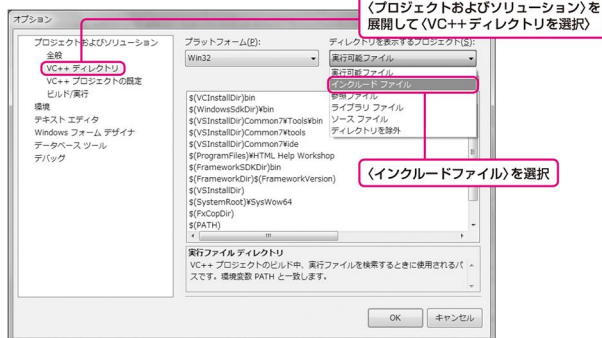 〈プロジェクトおよびソリューション〉を
展開して〈VC++ディレクトリを選択〉
オプション
プロジェクトおよびソリューション
全般
VC++ ディレクトリ
VC++ プロジェクトの既定
ビルド/実行
環境
テキスト エディタ
Windows フォーム デザイナ
データベース ツール
デバッグ
プラットフォーム(P):
Win32
ディレクトリを表示するプロジェクト(S):
実行可能ファイル
実行可能ファイル
インクルード ファイル
参照ファイル
ライブラリ ファイル
ソース ファイル
ディレクトリを除外
$(VCInstallDir)bin
$(WindowsSdkDir)¥bin
$(VSInstallDir)Common7¥Tools¥bin
$(VSInstallDir)Common7¥tools
$(VSInstallDir)Common7¥ide
$(ProgramFiles)¥HTML Help Workshop
$(FrameworkSDKDir)bin
$(FrameworkDir)$(FrameworkVersion)
$(VSInstallDir)
$(SystemRoot)¥SysWow64
$(FxCopDir)
$(PATH)
〈インクルードファイル〉を選択
実行ファイル ディレクトリ
VC++ プロジェクトのビルド中、実行ファイルを検索するときに使用されるパ
スです。環境変数 PATH と一致します。
OK
キャンセル